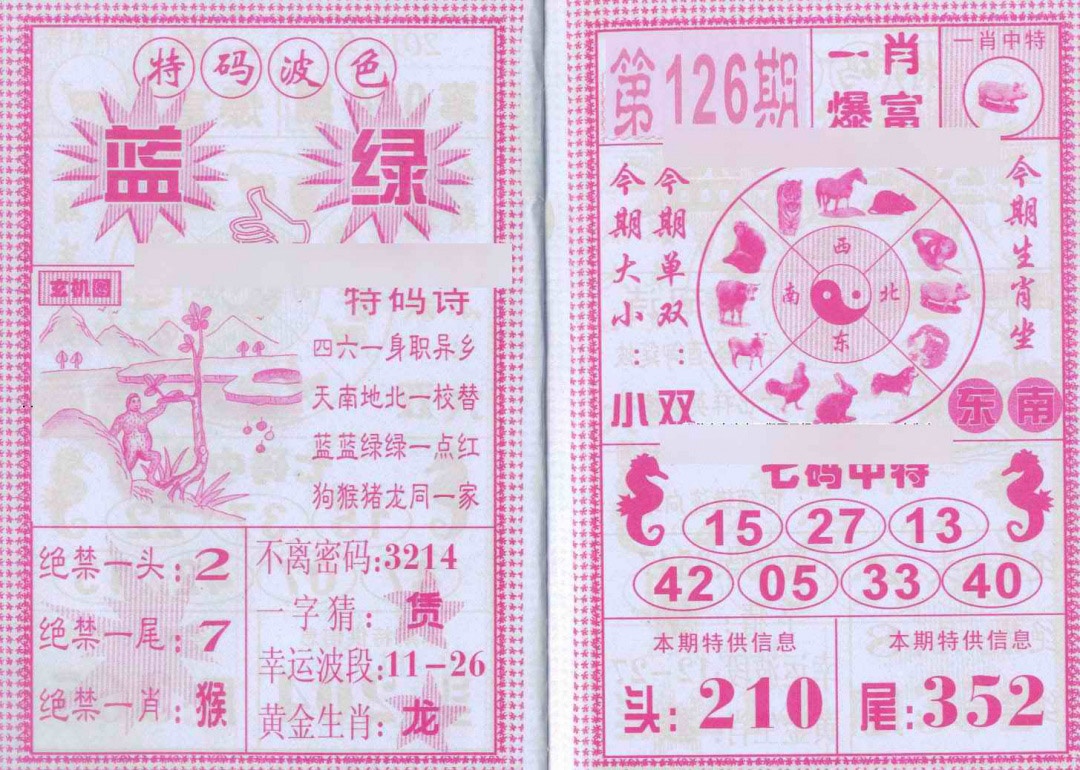 特码波色
蓝 绿
玄机图
特码诗
四六一身职异乡
天南地北一校替
蓝蓝绿绿一点红
狗猴猪龙同一家
绝禁一头:2
绝禁一尾:7
绝禁一肖:猴
不离密码:3214
一字猜:赁
幸运波段:11-26
黄金生肖:龙
第126期
一肖
爆富
一肖中特
今期大小:小
今期单双:双
西
南 北
东
今期生肖坐
东南
七码中特
15 27 13
42 05 33 40
本期特供信息
头:210
本期特供信息
尾:352